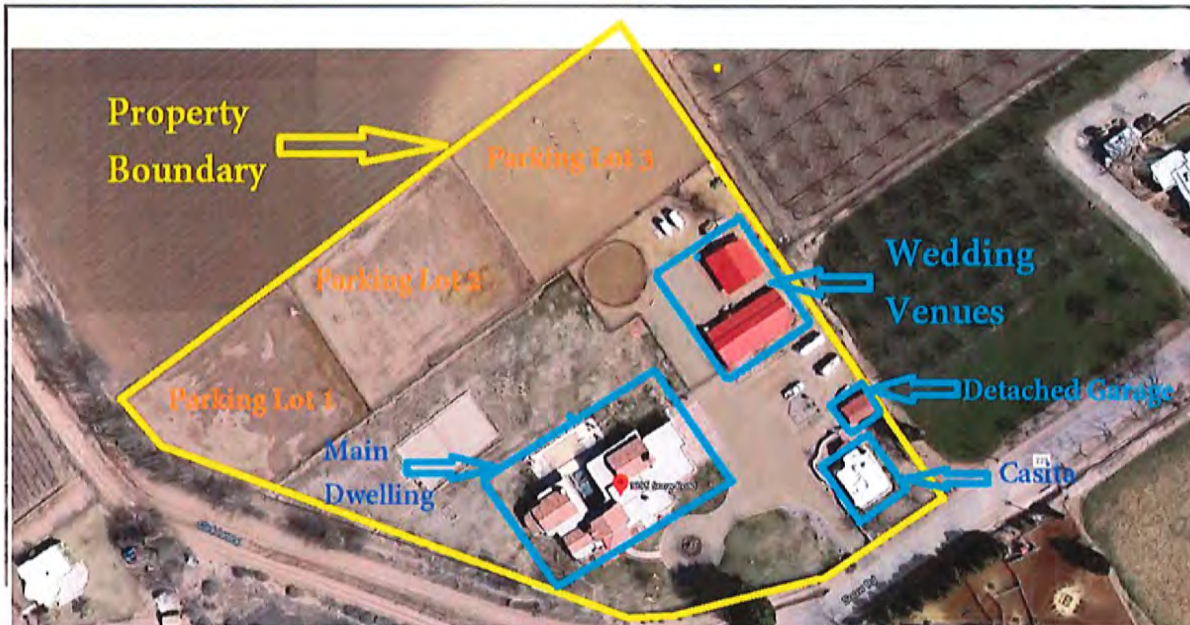 Property
Boundary
Parking Lot 3
Wedding
Venues
Parking Lot 2
Detached Garage
Parking Lot 1
Main
Dwelling
Casita